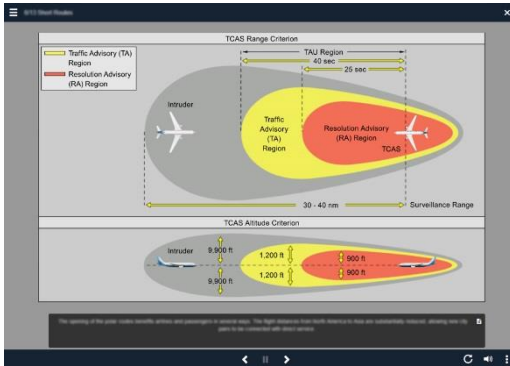 TCAS Range Criterion
Traffic Advisory (TA)
Region
Resolution Advisory
(RA) Region
TAU Region
40 sec
25 sec
Intruder
Traffic
Advisory
(TA)
Region
Resolution Advisory
(RA) Region
TCAS
30 - 40 nm
Surveillance Range
TCAS Altitude Criterion
Intruder
9,900 ft
9,900 ft
1,200 ft
1,200 ft
900 ft
900 ft